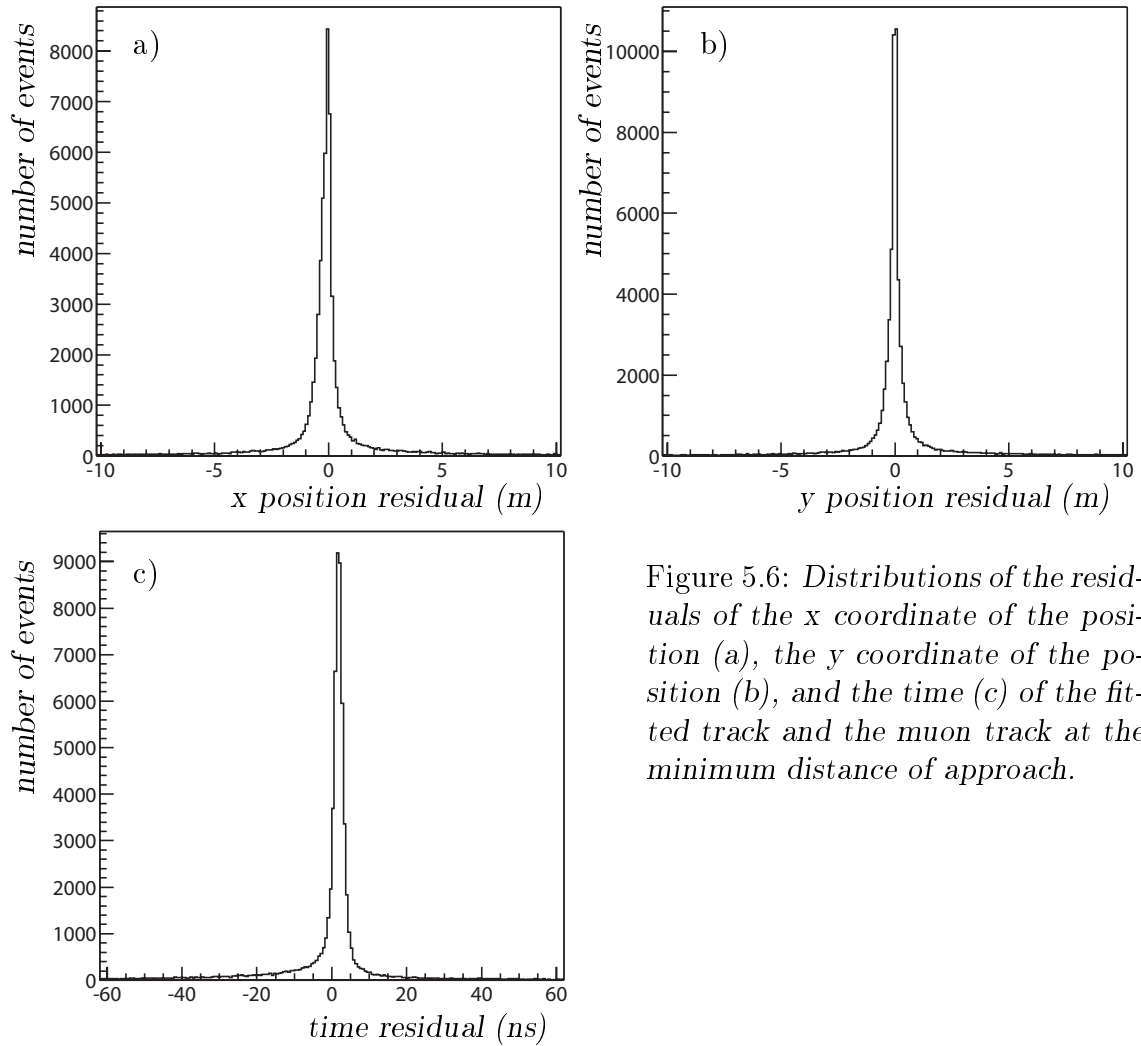 a)
number of events
8000
7000
6000
5000
4000
3000
2000
1000
0
-10 -5 0 5 10
x position residual (m)
b)
number of events
10000
8000
6000
4000
2000
0
-10 -5 0 5 10
y position residual (m)
c)
number of events
9000
8000
7000
6000
5000
4000
3000
2000
1000
0
-60 -40 -20 0 20 40 60
time residual (ns)
Figure 5.6: Distributions of the resid-
uals of the x coordinate of the posi-
tion (a), the y coordinate of the po-
sition (b), and the time (c) of the fit-
ted track and the muon track at the
minimum distance of approach.